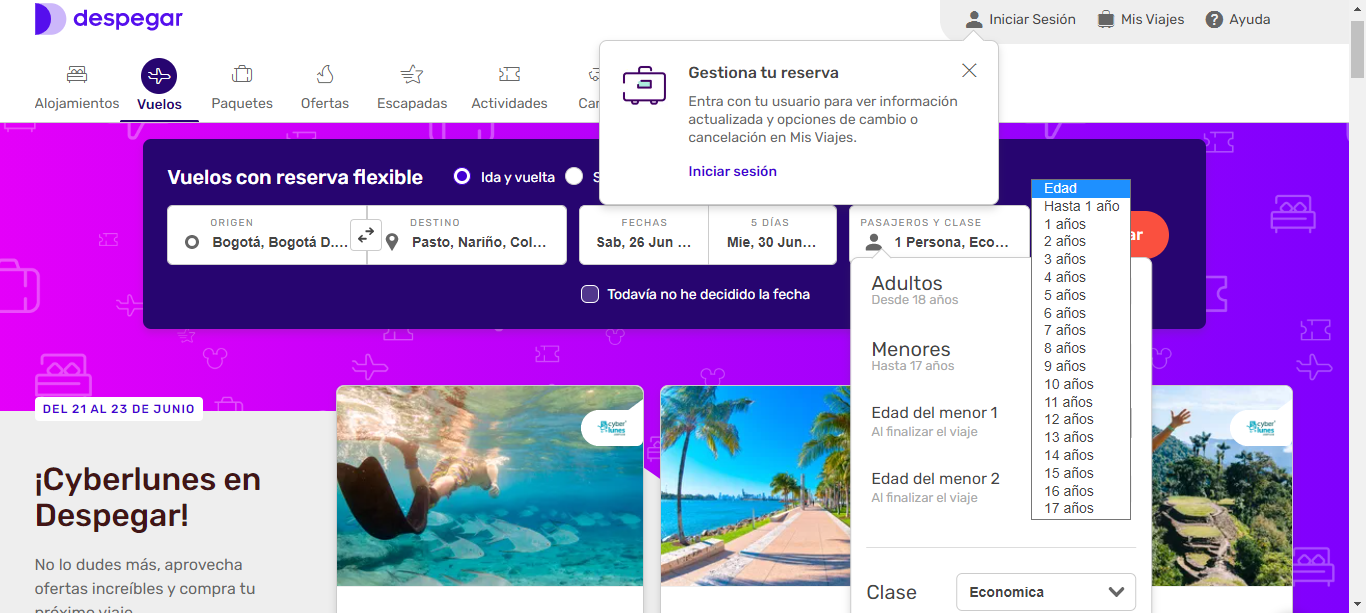 despegar
Iniciar Sesión
Mis Viajes
Ayuda
Alojamientos
Vuelos
Paquetes
Ofertas
Escapadas
Actividades
Gestiona tu reserva
Entra con tu usuario para ver información
actualizada y opciones de cambio o
cancelación en Mis Viajes.
Iniciar sesión
Vuelos con reserva flexible
Ida y vuelta
ORIGEN
Bogotá, Bogotá D....
DESTINO
Pasto, Nariño, Col...
FECHAS
Sab, 26 Jun ...
5 DÍAS
Mie, 30 Jun...
PASAJEROS Y CLASE
1 Persona, Eco...
Todavía no he decidido la fecha
Adultos
Desde 18 años
Menores
Hasta 17 años
Edad del menor 1
Al finalizar el viaje
Edad del menor 2
Al finalizar el viaje
Clase
Economica
Edad
Hasta 1 año
1 años
2 años
3 años
4 años
5 años
6 años
7 años
8 años
9 años
10 años
11 años
12 años
13 años
14 años
15 años
16 años
17 años
DEL 21 AL 23 DE JUNIO
¡Cyberlunes en
Despegar!
No lo dudes más, aprovecha
ofertas increíbles y compra tu
próximo viaje
cyber
lunes
cyber
lunes